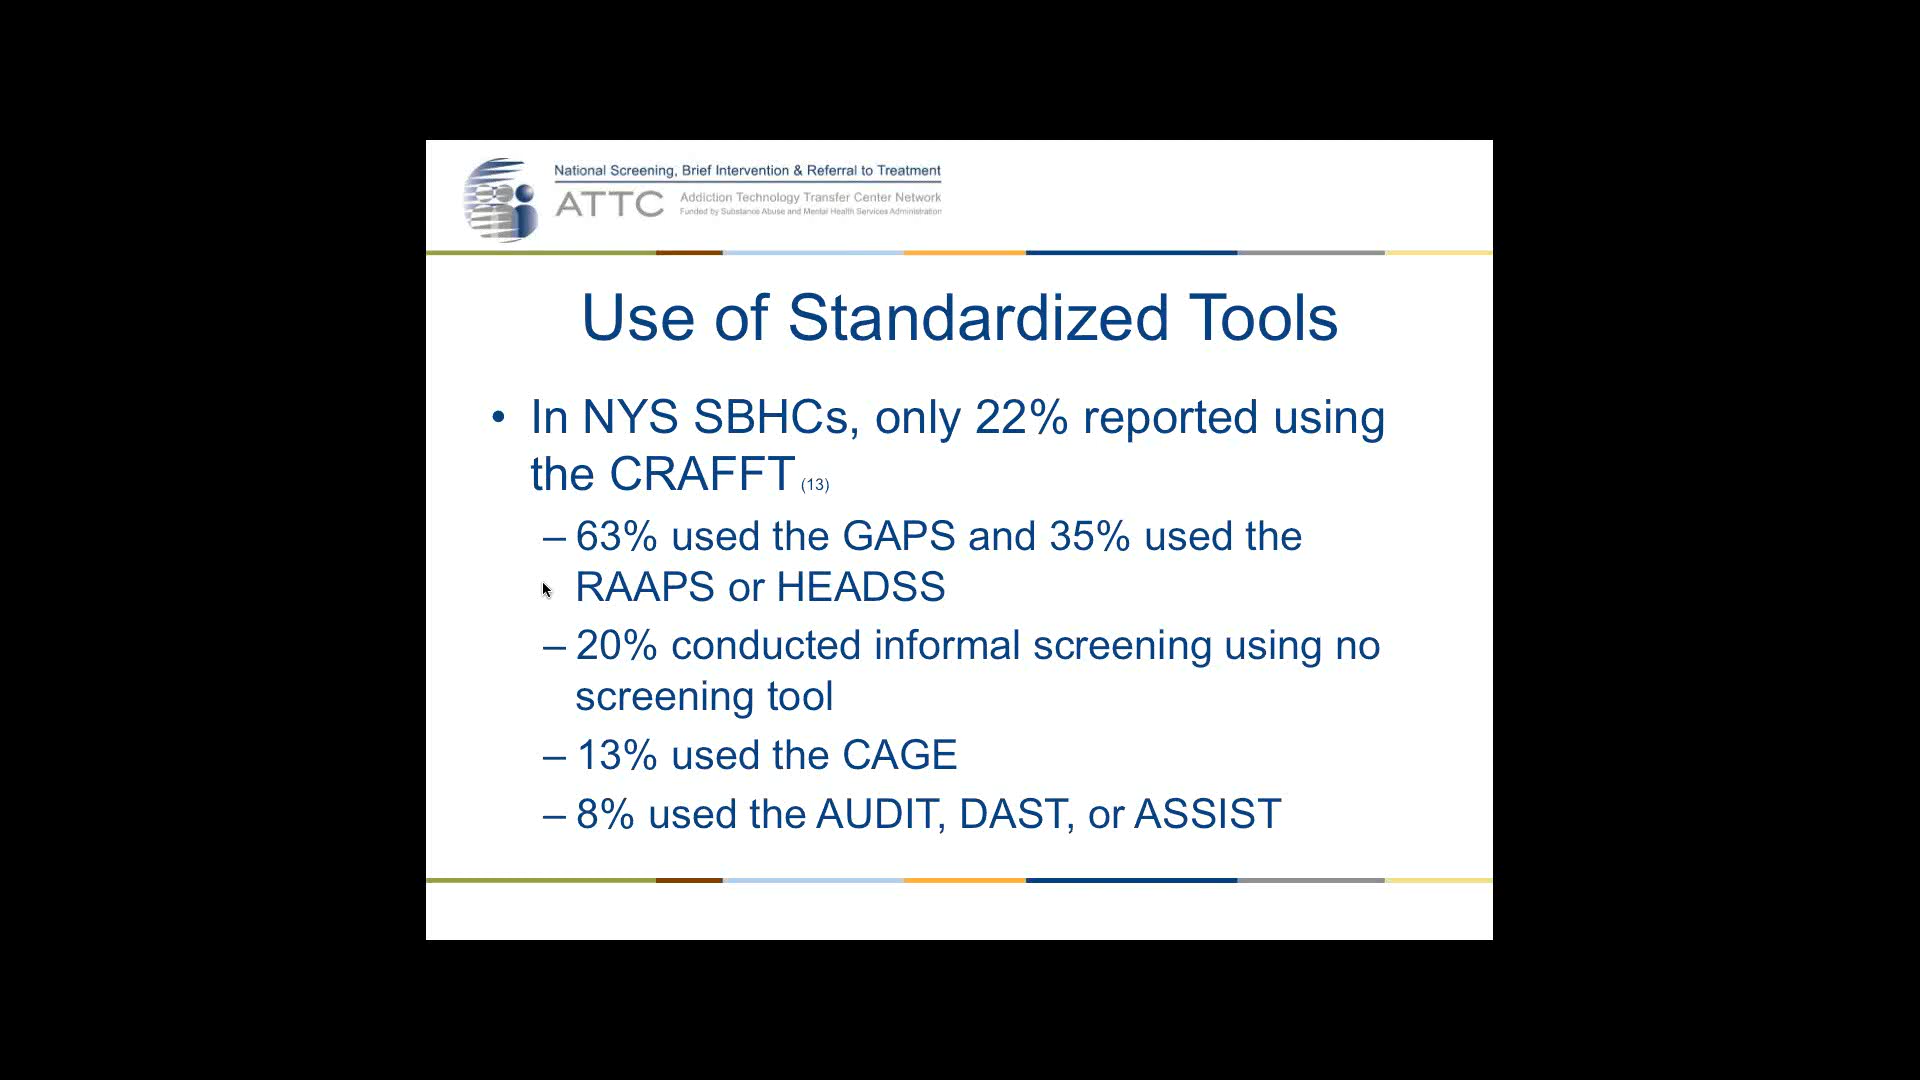 National Screening, Brief Intervention & Referral to Treatment
ATTC Addiction Technology Transfer Center Network
Funded by Substance Abuse and Mental Health Services Administration
Use of Standardized Tools
• In NYS SBHCs, only 22% reported using
the CRAFFT (13)
– 63% used the GAPS and 35% used the
RAAPS or HEADSS
– 20% conducted informal screening using no
screening tool
– 13% used the CAGE
– 8% used the AUDIT, DAST, or ASSIST